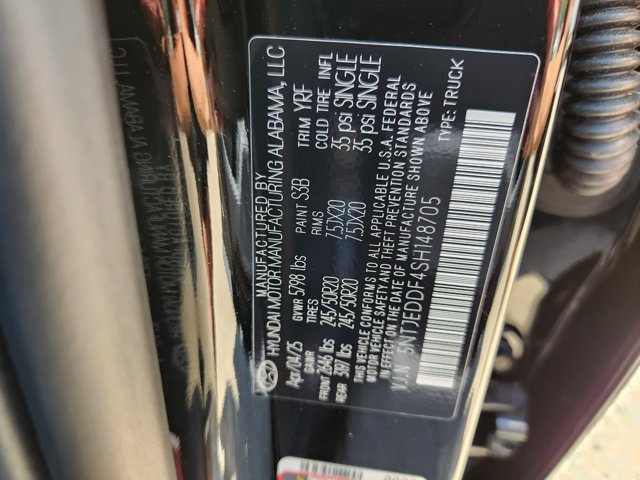 MANUFACTURED BY
HYUNDAI MOTOR MANUFACTURING ALABAMA, LLC
Apr/04/25 GVWR 5798 lbs PAINT S3B TRIM YRF
GAWR TIRES RIMS COLD TIRE INFL
FRONT 2646 lbs 245/50R20 7.5JX20 35 psi SINGLE
REAR 3197 lbs 245/50R20 7.5JX20 35 psi SINGLE
THIS VEHICLE CONFORMS TO ALL APPLICABLE U.S.A. FEDERAL
MOTOR VEHICLE SAFETY AND THEFT PREVENTION STANDARDS
IN EFFECT ON THE DATE OF MANUFACTURE SHOWN ABOVE
V.I.N 5NTJEDDF4SH148705
TYPE: TRUCK